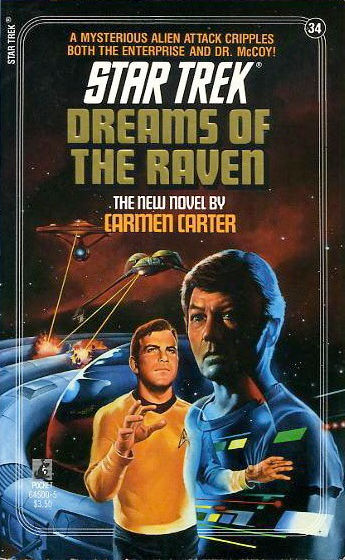 STAR TREK®
34
A MYSTERIOUS ALIEN ATTACK CRIPPLES
BOTH THE ENTERPRISE AND DR. McCOY!
STAR TREK®
DREAMS OF
THE RAVEN
THE NEW NOVEL BY
CARMEN CARTER
POCKET
64500-5
$3.50